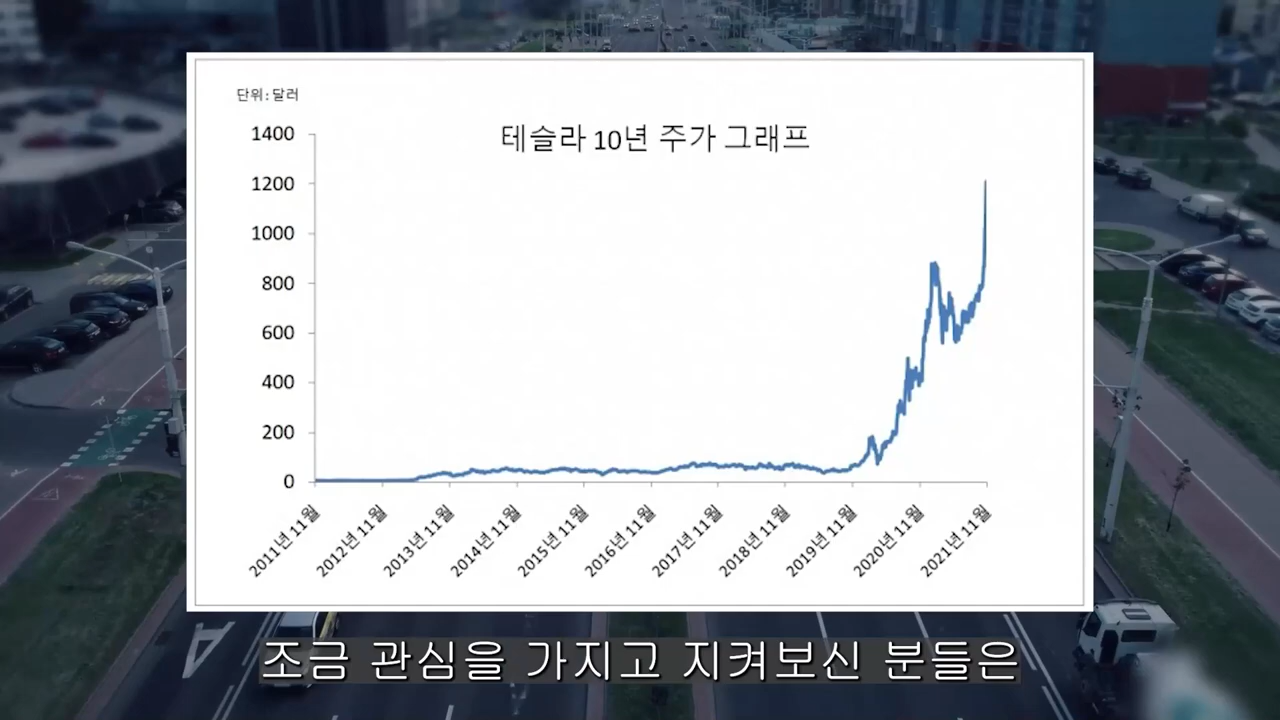 단위:달러
테슬라 10년 주가 그래프
1400
1200
1000
800
600
400
200
0
2011년 11월
2012년 11월
2013년 11월
2014년 11월
2015년 11월
2016년 11월
2017년 11월
2018년 11월
2019년 11월
2020년 11월
2021년 11월
조금 관심을 가지고 지켜보신 분들은